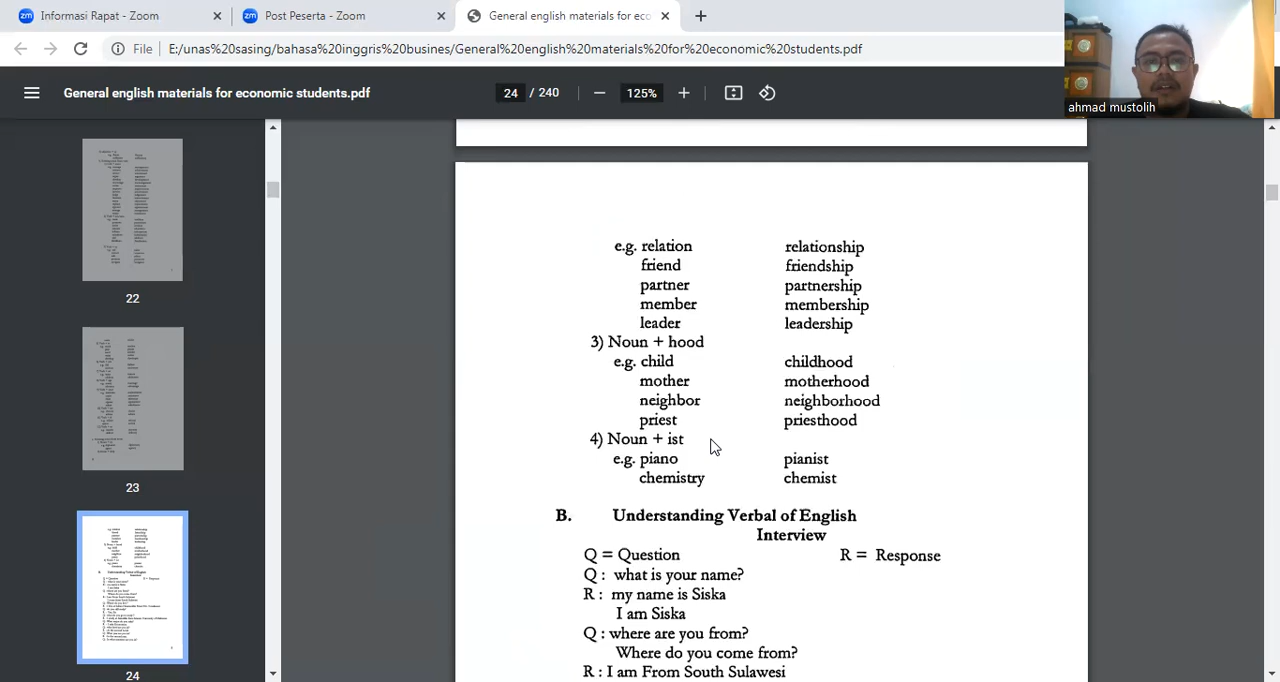 Informasi Rapat - Zoom
Post Peserta - Zoom
General english materials for eco
File E:/unas%20sasing/bahasa%20inggris%20busines/General%20english%20materials%20for%20economic%20students.pdf
General english materials for economic students.pdf
24 / 240
125%
ahmad mustolih
22
23
24
e.g. relation relationship
friend friendship
partner partnership
member membership
leader leadership
3) Noun + hood
e.g. child childhood
mother motherhood
neighbor neighborhood
priest priesthood
4) Noun + ist
e.g. piano pianist
chemistry chemist
B. Understanding Verbal of English
Interview
Q = Question R = Response
Q : what is your name?
R : my name is Siska
I am Siska
Q : where are you from?
Where do you come from?
R : I am From South Sulawesi